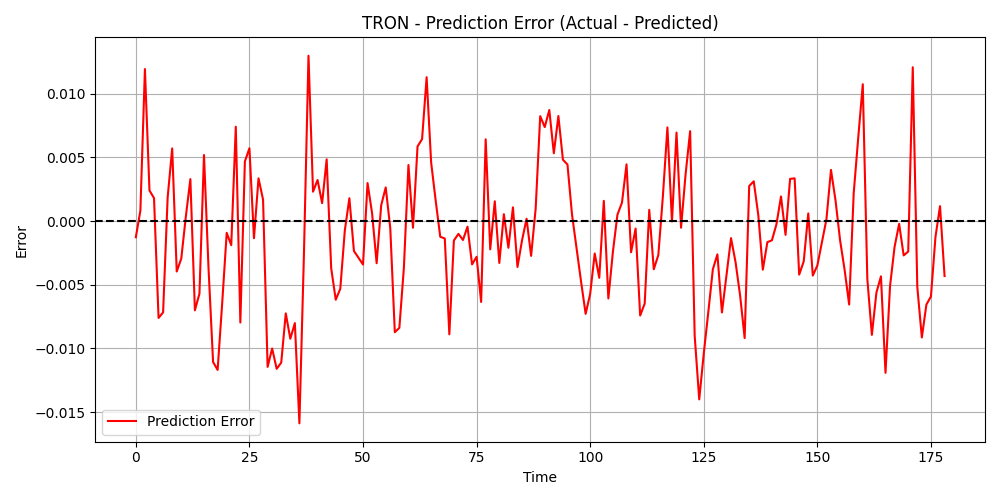 TRON - Prediction Error (Actual - Predicted)
Error
0.010
0.005
0.000
−0.005
−0.010
−0.015
Prediction Error
0 25 50 75 100 125 150 175
Time